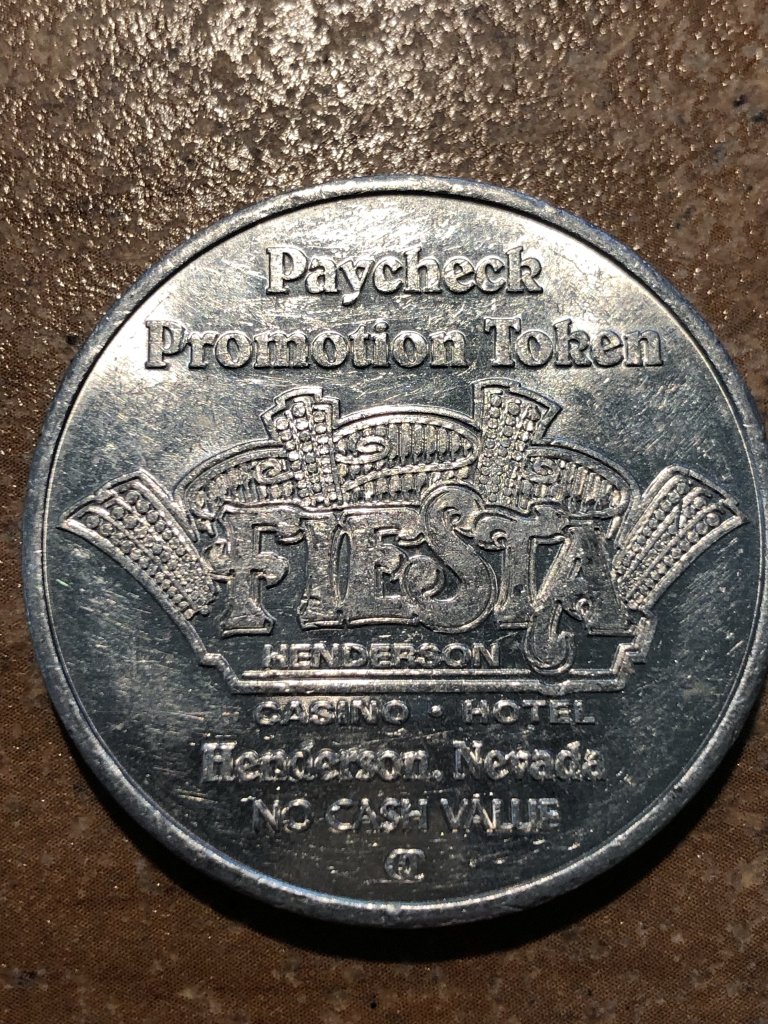 Paycheck
Promotion Token
FIESTA
HENDERSON
CASINO · HOTEL
Henderson, Nevada
NO CASH VALUE